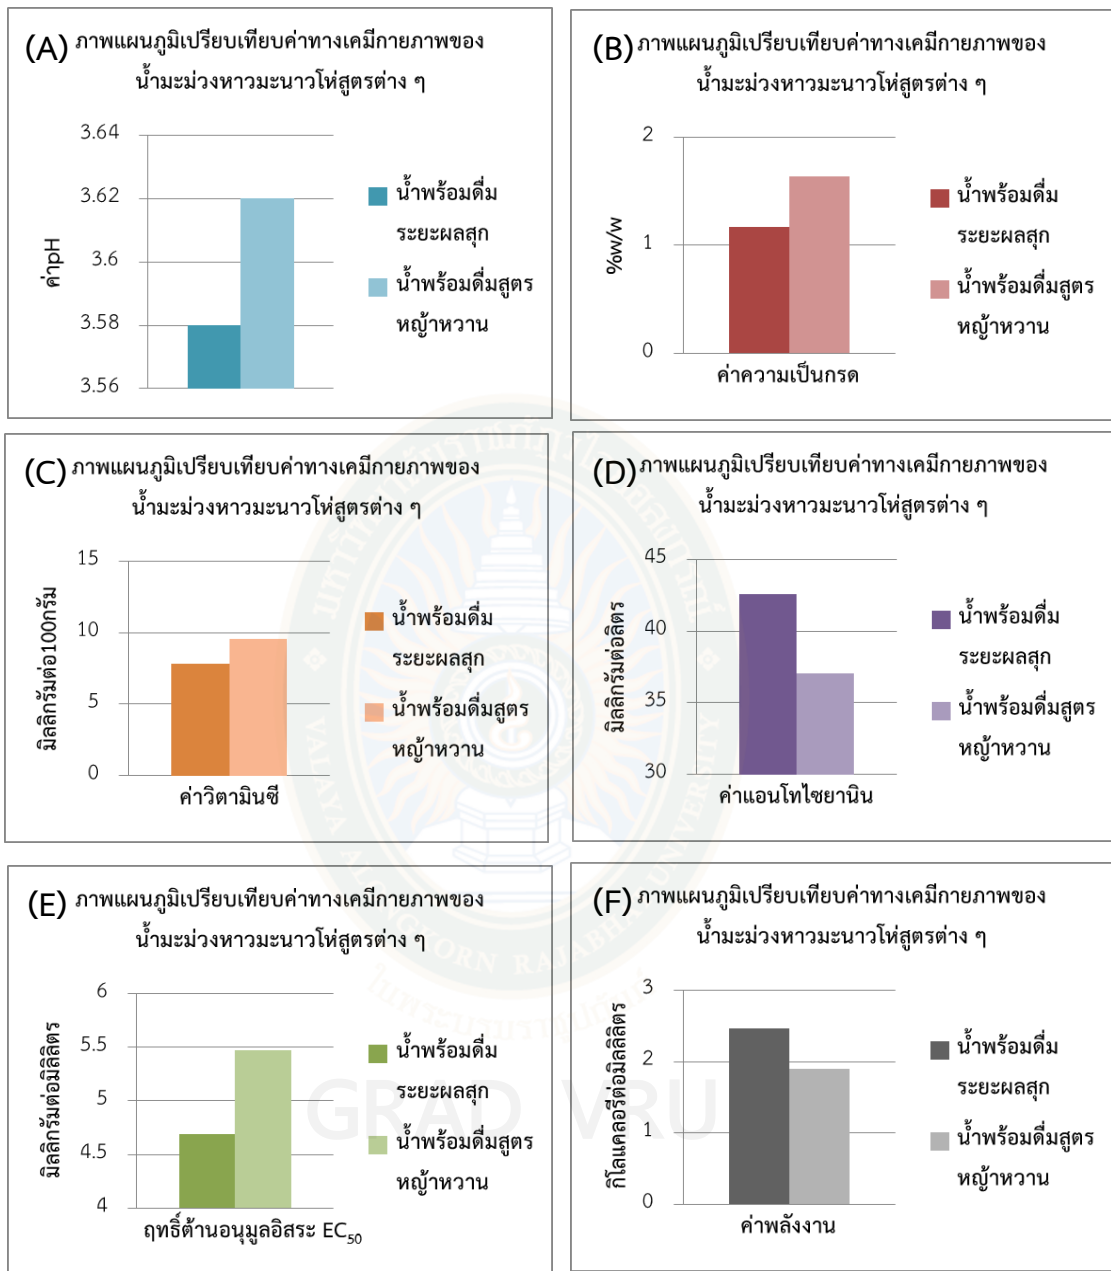 (A) ภาพแผนภูมิเปรียบเทียบค่าทางเคมีกายภาพของ
น้ำมะม่วงหาวมะนาวโห่สูตรต่าง ๆ
3.64
3.62
3.6
3.58
3.56
ค่าpH
น้ำพร้อมดื่ม
ระยะผลสุก
น้ำพร้อมดื่มสูตร
หญ้าหวาน
(B) ภาพแผนภูมิเปรียบเทียบค่าทางเคมีกายภาพของ
น้ำมะม่วงหาวมะนาวโห่สูตรต่าง ๆ
2
1
0
%w/w
ค่าความเป็นกรด
น้ำพร้อมดื่ม
ระยะผลสุก
น้ำพร้อมดื่มสูตร
หญ้าหวาน
(C) ภาพแผนภูมิเปรียบเทียบค่าทางเคมีกายภาพของ
น้ำมะม่วงหาวมะนาวโห่สูตรต่าง ๆ
15
10
5
0
มิลลิกรัมต่อ100กรัม
ค่าวิตามินซี
น้ำพร้อมดื่ม
ระยะผลสุก
น้ำพร้อมดื่มสูตร
หญ้าหวาน
(D) ภาพแผนภูมิเปรียบเทียบค่าทางเคมีกายภาพของ
น้ำมะม่วงหาวมะนาวโห่สูตรต่าง ๆ
45
40
35
30
มิลลิกรัมต่อลิตร
ค่าแอนโทไซยานิน
น้ำพร้อมดื่ม
ระยะผลสุก
น้ำพร้อมดื่มสูตร
หญ้าหวาน
(E) ภาพแผนภูมิเปรียบเทียบค่าทางเคมีกายภาพของ
น้ำมะม่วงหาวมะนาวโห่สูตรต่าง ๆ
6
5.5
5
4.5
4
มิลลิกรัมต่อมิลิลิตร
ฤทธิ์ต้านอนุมูลอิสระ EC₅₀
น้ำพร้อมดื่ม
ระยะผลสุก
น้ำพร้อมดื่มสูตร
หญ้าหวาน
(F) ภาพแผนภูมิเปรียบเทียบค่าทางเคมีกายภาพของ
น้ำมะม่วงหาวมะนาวโห่สูตรต่าง ๆ
3
2
1
0
กิโลแคลอรีต่อมิลลิลิตร
ค่าพลังงาน
น้ำพร้อมดื่ม
ระยะผลสุก
น้ำพร้อมดื่มสูตร
หญ้าหวาน
VALAYA ALONGKORN RAJABHAT UNIVERSITY
ในพระบรมราชูปถัมภ์
GRAD VRU